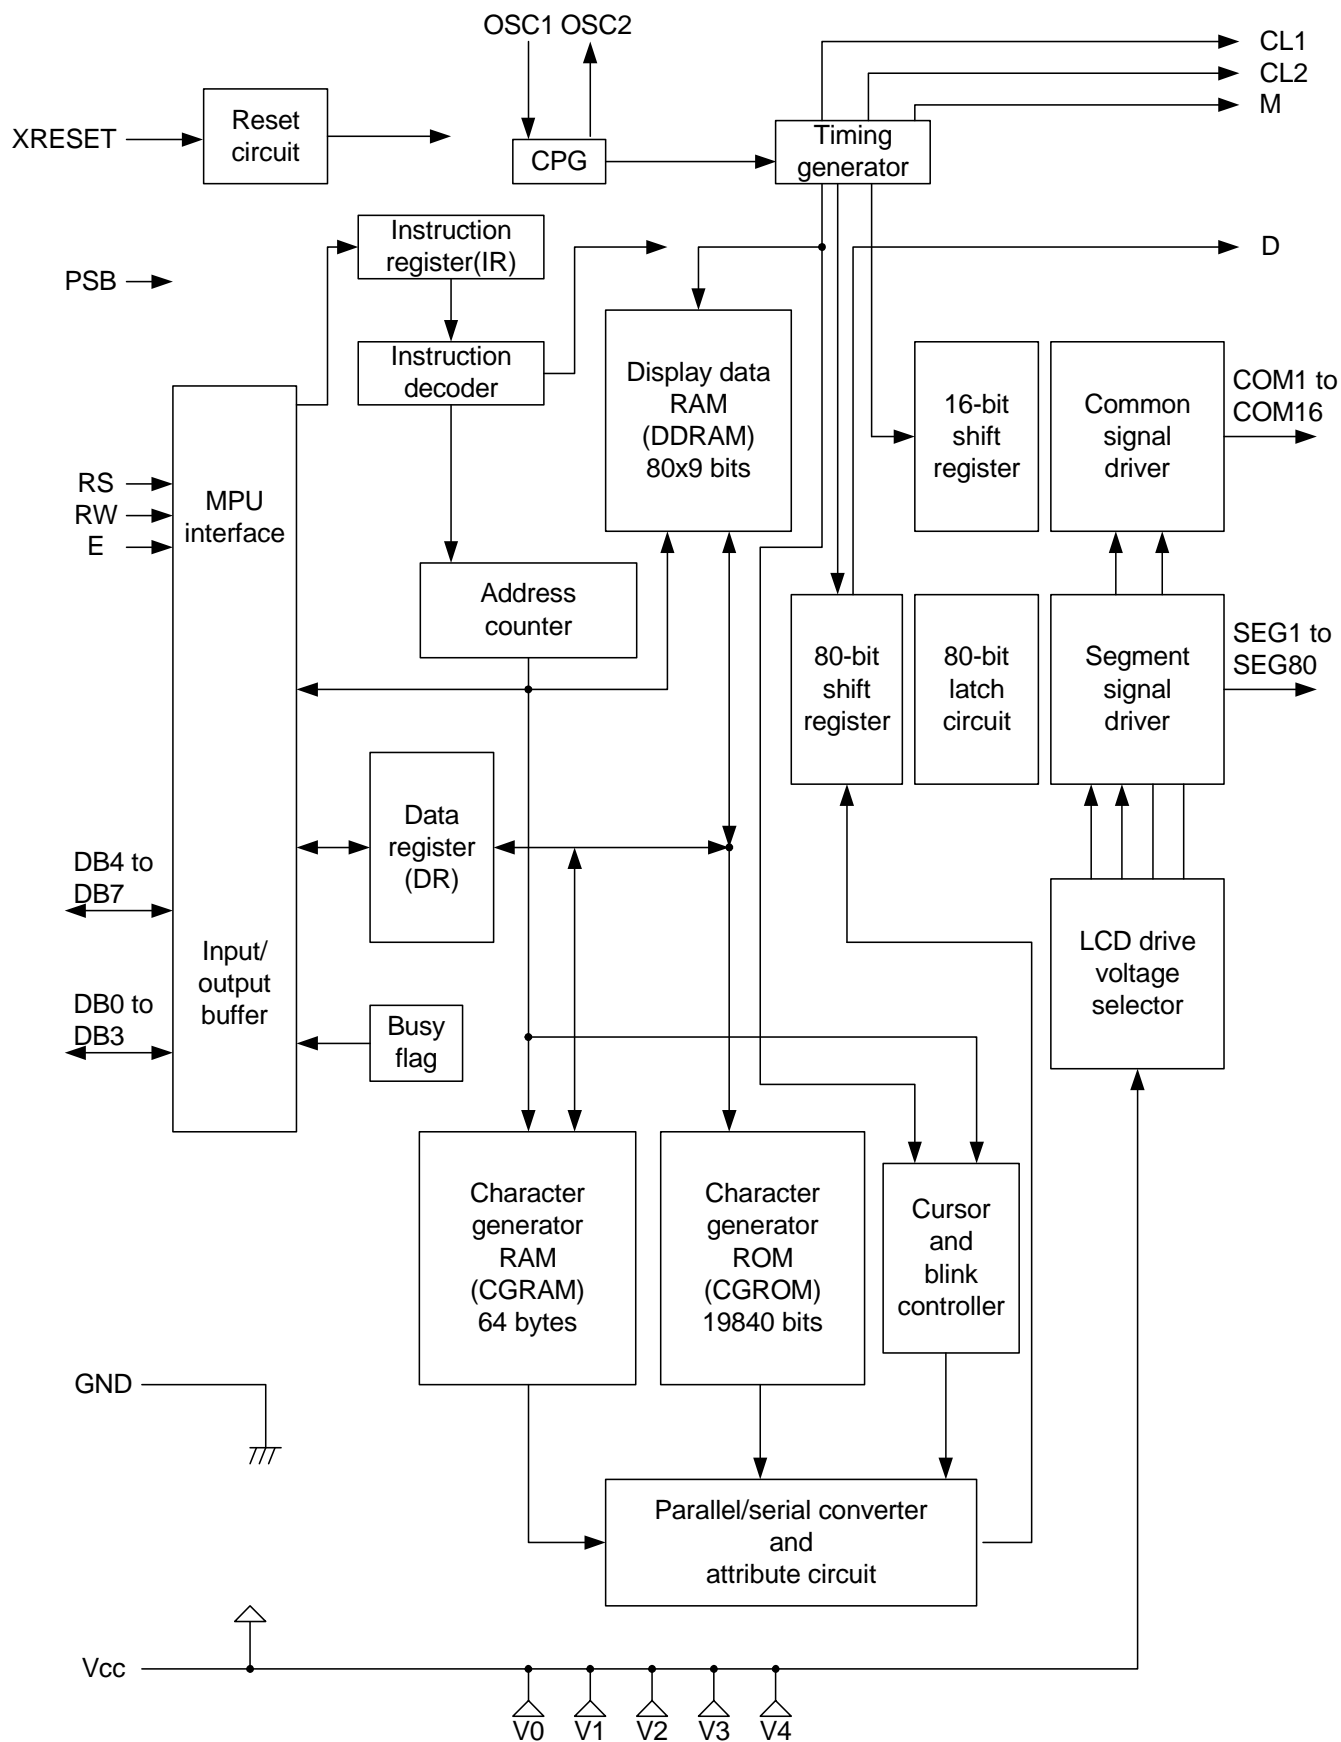 OSC1 OSC2
CL1
CL2
M
XRESET
Reset
circuit
CPG
Timing
generator
Instruction
register(IR)
D
PSB
Instruction
decoder
Display data
RAM
(DDRAM)
80x9 bits
16-bit
shift
register
Common
signal
driver
COM1 to
COM16
RS
RW
E
MPU
interface
Address
counter
80-bit
shift
register
80-bit
latch
circuit
Segment
signal
driver
SEG1 to
SEG80
Data
register
(DR)
DB4 to
DB7
Input/
output
buffer
LCD drive
voltage
selector
DB0 to
DB3
Busy
flag
Character
generator
RAM
(CGRAM)
64 bytes
Character
generator
ROM
(CGROM)
19840 bits
Cursor
and
blink
controller
GND
Parallel/serial converter
and
attribute circuit
Vcc
V0 V1 V2 V3 V4